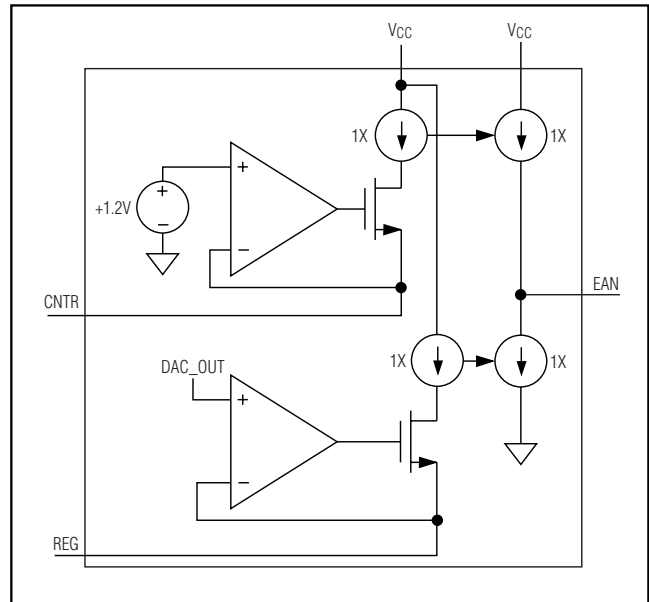 VCC VCC
1X 1X
+
+
+1.2V
−
−
CNTR
EAN
DAC_OUT
1X 1X
+
−
REG